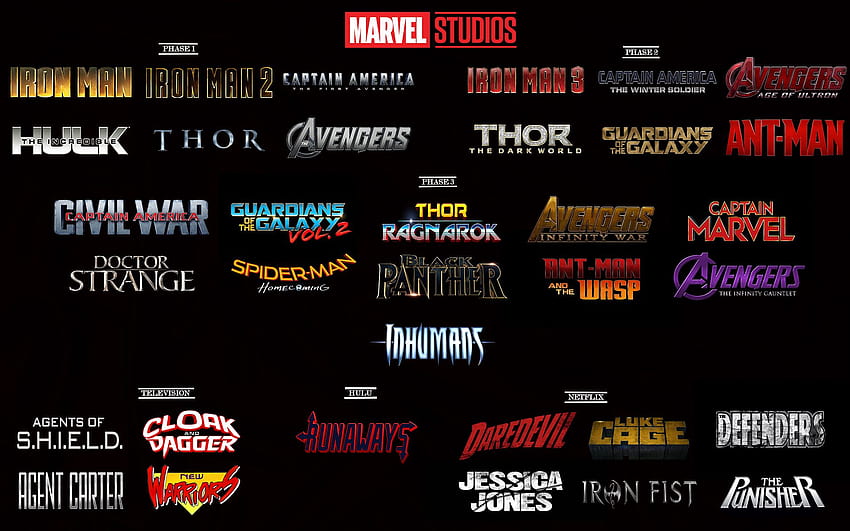 MARVEL STUDIOS
PHASE 1
IRON MAN
IRON MAN 2
CAPTAIN AMERICA
THE FIRST AVENGER
THE INCREDIBLE
HULK
THOR
AVENGERS
PHASE 2
IRON MAN 3
CAPTAIN AMERICA
THE WINTER SOLDIER
AVENGERS
AGE OF ULTRON
THOR
THE DARK WORLD
GUARDIANS
OF THE GALAXY
ANT-MAN
PHASE 3
CAPTAIN AMERICA
CIVIL WAR
GUARDIANS
OF THE GALAXY
VOL. 2
THOR
RAGNAROK
AVENGERS
INFINITY WAR
CAPTAIN
MARVEL
DOCTOR
STRANGE
SPIDER-MAN
HOMECOMING
BLACK
PANTHER
ANT-MAN
AND THE WASP
AVENGERS
THE INFINITY GAUNTLET
INHUMANS
TELEVISION
AGENTS OF
S.H.I.E.L.D.
CLOAK
AND
DAGGER
AGENT CARTER
NEW
WARRIORS
HULU
RUNAWAYS
NETFLIX
DAREDEVIL
LUKE
CAGE
DEFENDERS
JESSICA
JONES
IRON FIST
THE
PUNISHER